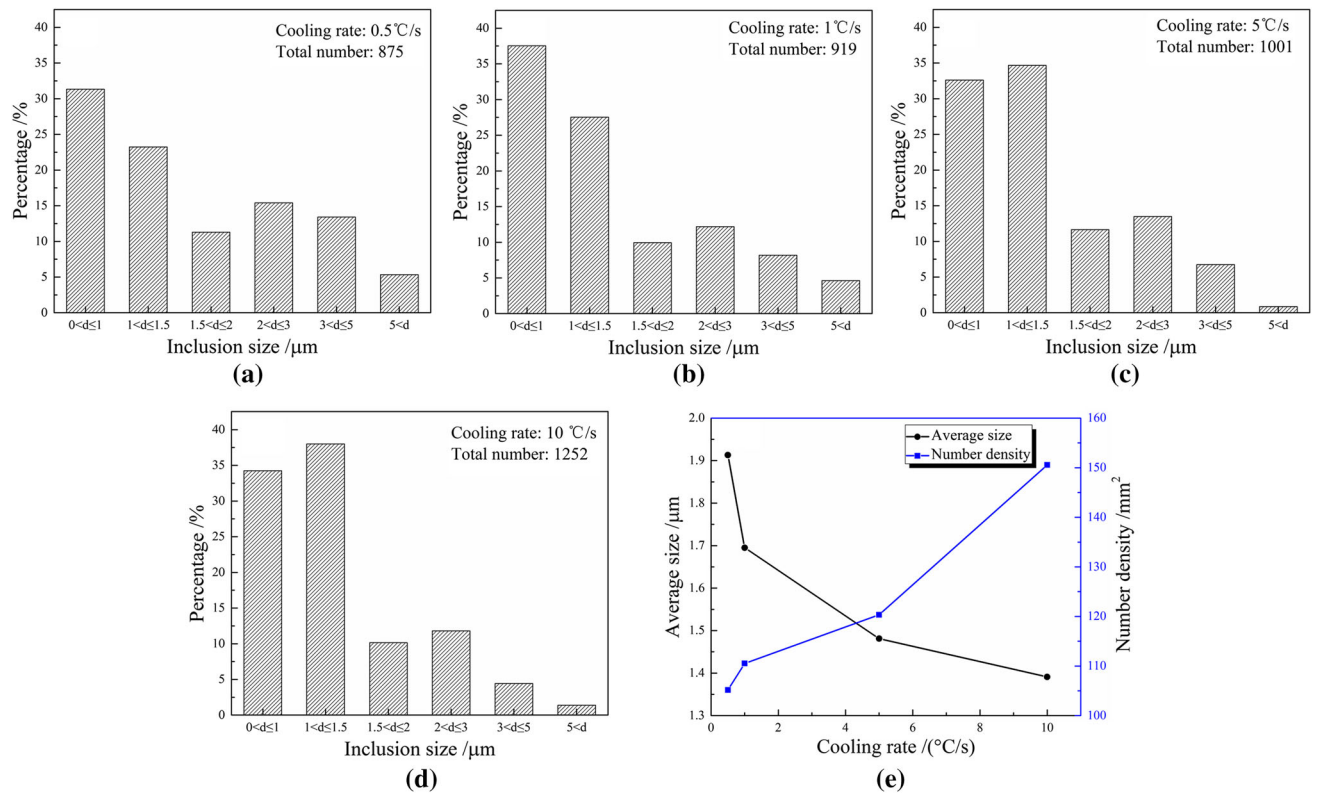 Cooling rate: 0.5℃/s
Total number: 875
Percentage /%
40
35
30
25
20
15
10
5
0
0<d≤1 1<d≤1.5 1.5<d≤2 2<d≤3 3<d≤5 5<d
Inclusion size /μm
(a)
Cooling rate: 1℃/s
Total number: 919
Percentage /%
40
35
30
25
20
15
10
5
0
0<d≤1 1<d≤1.5 1.5<d≤2 2<d≤3 3<d≤5 5<d
Inclusion size /μm
(b)
Cooling rate: 5℃/s
Total number: 1001
Percentage /%
40
35
30
25
20
15
10
5
0
0<d≤1 1<d≤1.5 1.5<d≤2 2<d≤3 3<d≤5 5<d
Inclusion size /μm
(c)
Cooling rate: 10 ℃/s
Total number: 1252
Percentage /%
40
35
30
25
20
15
10
5
0
0<d≤1 1<d≤1.5 1.5<d≤2 2<d≤3 3<d≤5 5<d
Inclusion size /μm
(d)
Average size
Number density
Average size /μm
2.0
1.9
1.8
1.7
1.6
1.5
1.4
1.3
Number density /mm²
160
150
140
130
120
110
100
0 2 4 6 8 10
Cooling rate /(°C/s)
(e)